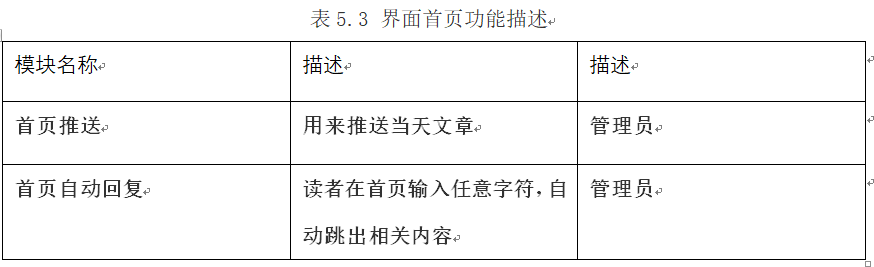 表 5.3 界面首页功能描述
模块名称 描述 描述
首页推送 用来推送当天文章 管理员
首页自动回复 读者在首页输入任意字符，自 管理员
动跳出相关内容